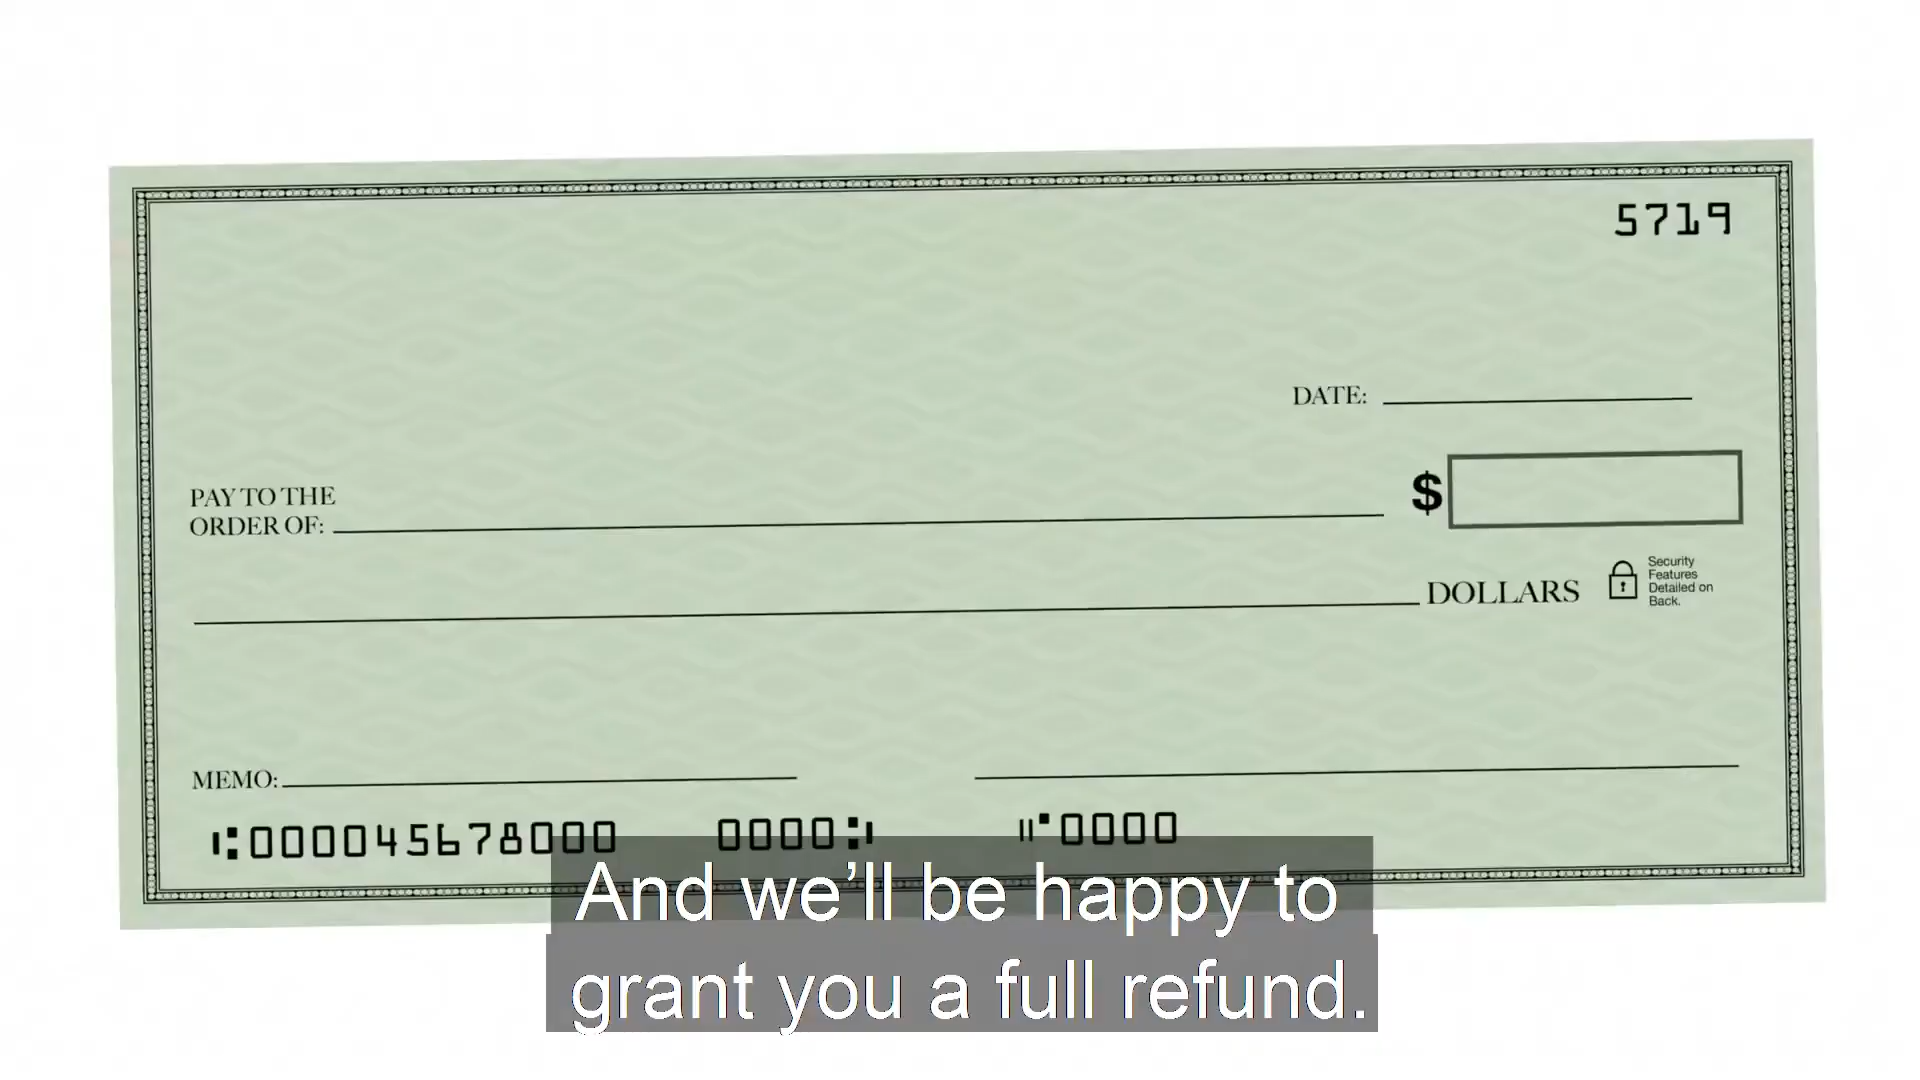 5719
DATE:
PAY TO THE
ORDER OF:
$
DOLLARS
Security
Features
Detailed on
Back.
MEMO:
⑆000045678000 0000⑆ ⑈0000
And we’ll be happy to
grant you a full refund.